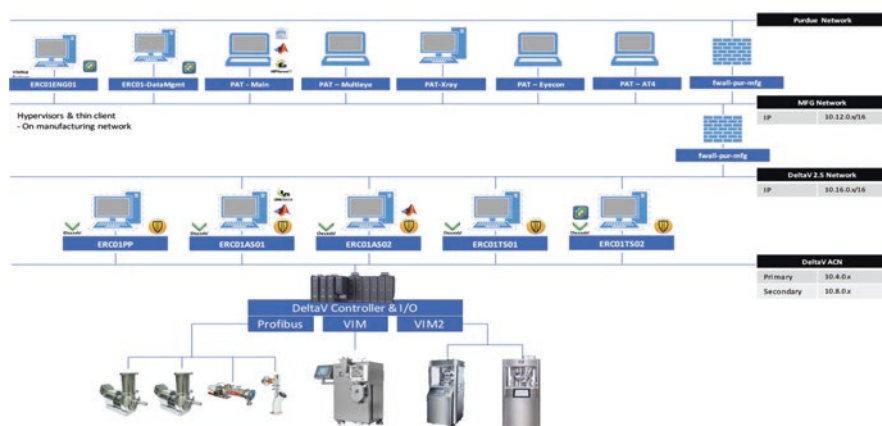 Purdue Network
ERC01ENG01
ERC01-DataMgmt
PAT - Main
PAT – Multieye
PAT-Xray
PAT – Eyecon
PAT – AT4
fwall-pur-mfg
MFG Network
IP 10.12.0.x/16
Hypervisors & thin client
- On manufacturing network
fwall-pur-mfg
DeltaV 2.5 Network
IP 10.16.0.x/16
ERC01PP
ERC01AS01
ERC01AS02
ERC01TS01
ERC01TS02
DeltaV ACN
Primary 10.4.0.x
Secondary 10.8.0.x
DeltaV Controller & I/O
Profibus
VIM
VIM2